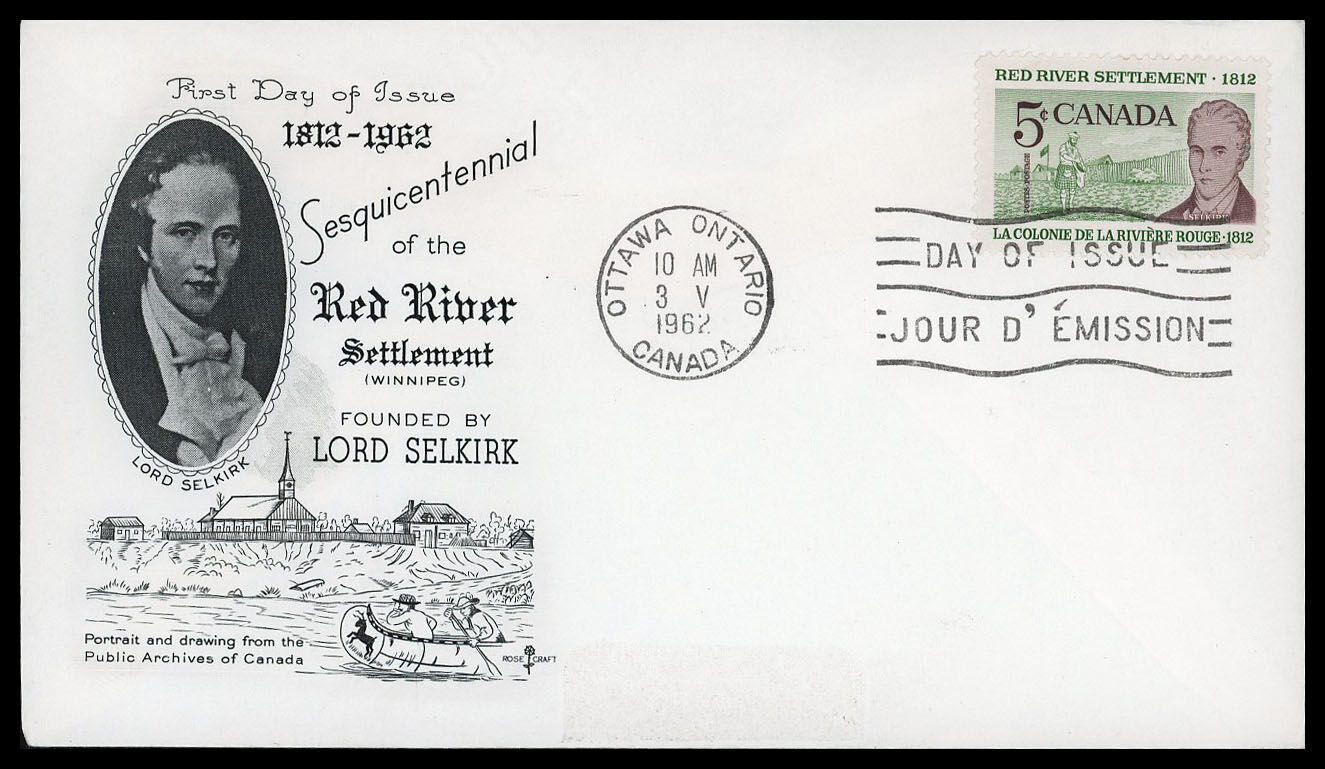 First Day of Issue
1812-1962
Sesquicentennial
of the
Red River
Settlement
(WINNIPEG)
FOUNDED BY
LORD SELKIRK
LORD SELKIRK
Portrait and drawing from the
Public Archives of Canada
ROSE CRAFT
OTTAWA ONTARIO
10 AM
3 V
1962
CANADA
RED RIVER SETTLEMENT · 1812
5¢ CANADA
SELKIRK
LA COLONIE DE LA RIVIÈRE ROUGE · 1812
DAY OF ISSUE
JOUR D'ÉMISSION